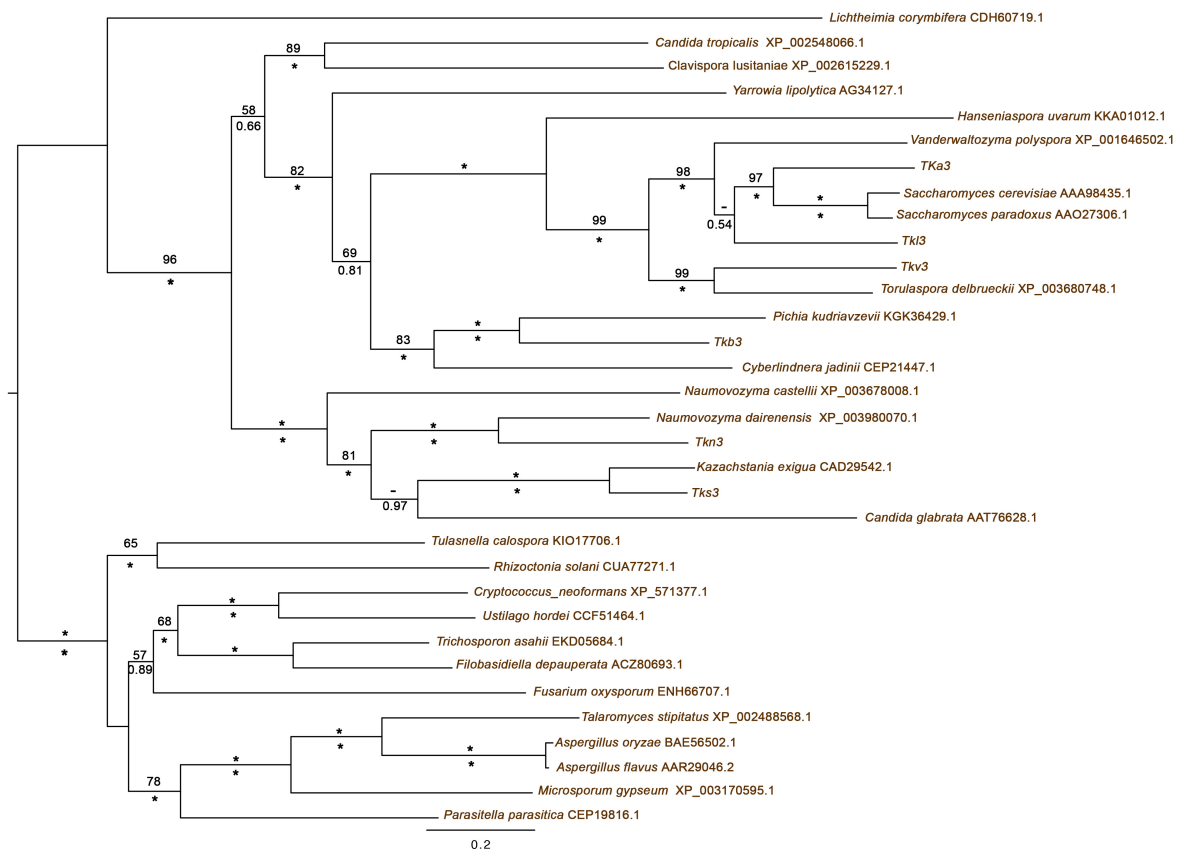 Lichtheimia corymbifera CDH60719.1
Candida tropicalis XP_002548066.1
89
*
Clavispora lusitaniae XP_002615229.1
Yarrowia lipolytica AG34127.1
58
0.66
Hanseniaspora uvarum KKA01012.1
Vanderwaltozyma polyspora XP_001646502.1
82
*
*
98
*
TKa3
97
*
Saccharomyces cerevisiae AAA98435.1
*
*
Saccharomyces paradoxus AAO27306.1
-
0.54
Tkl3
99
*
69
0.81
96
*
Tkv3
99
*
Torulaspora delbrueckii XP_003680748.1
Pichia kudriavzevii KGK36429.1
*
*
Tkb3
83
*
Cyberlindnera jadinii CEP21447.1
Naumovozyma castellii XP_003678008.1
Naumovozyma dairenensis XP_003980070.1
*
*
*
*
Tkn3
81
*
Kazachstania exigua CAD29542.1
*
*
Tks3
-
0.97
Candida glabrata AAT76628.1
Tulasnella calospora KIO17706.1
65
*
Rhizoctonia solani CUA77271.1
Cryptococcus_neoformans XP_571377.1
*
*
Ustilago hordei CCF51464.1
68
*
*
*
Trichosporon asahii EKD05684.1
*
Filobasidiella depauperata ACZ80693.1
57
0.89
Fusarium oxysporum ENH66707.1
Talaromyces stipitatus XP_002488568.1
*
*
Aspergillus oryzae BAE56502.1
*
*
Aspergillus flavus AAR29046.2
*
*
Microsporum gypseum XP_003170595.1
78
*
Parasitella parasitica CEP19816.1
0.2